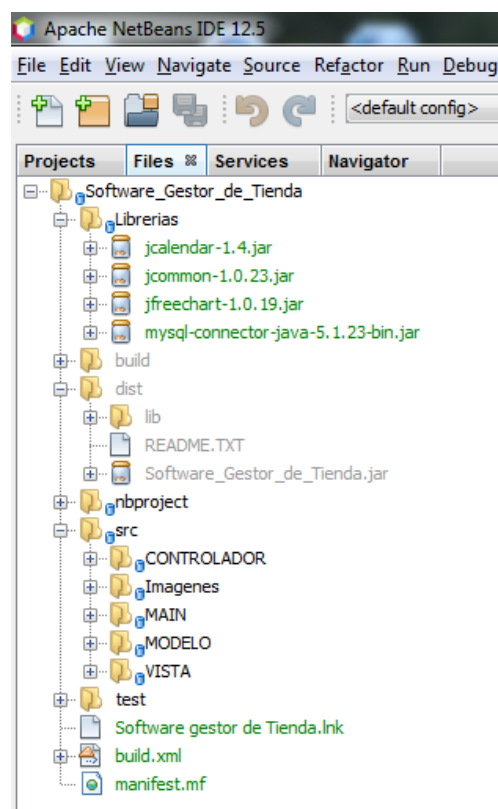 Apache NetBeans IDE 12.5
File Edit View Navigate Source Refactor Run Debug
<default config>
Projects Files Services Navigator
Software_Gestor_de_Tienda
Librerias
jcalendar-1.4.jar
jcommon-1.0.23.jar
jfreechart-1.0.19.jar
mysql-connector-java-5.1.23-bin.jar
build
dist
lib
README.TXT
Software_Gestor_de_Tienda.jar
nbproject
src
CONTROLADOR
Imagenes
MAIN
MODELO
VISTA
test
Software gestor de Tienda.lnk
build.xml
manifest.mf